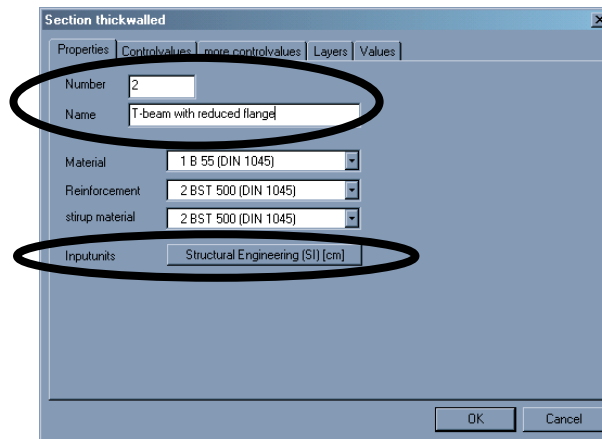 Section thickwalled
Properties Controlvalues more controlvalues Layers Values
Number 2
Name T-beam with reduced flange
Material 1 B 55 (DIN 1045)
Reinforcement 2 BST 500 (DIN 1045)
stirup material 2 BST 500 (DIN 1045)
Inputunits Structural Engineering (SI) [cm]
OK Cancel